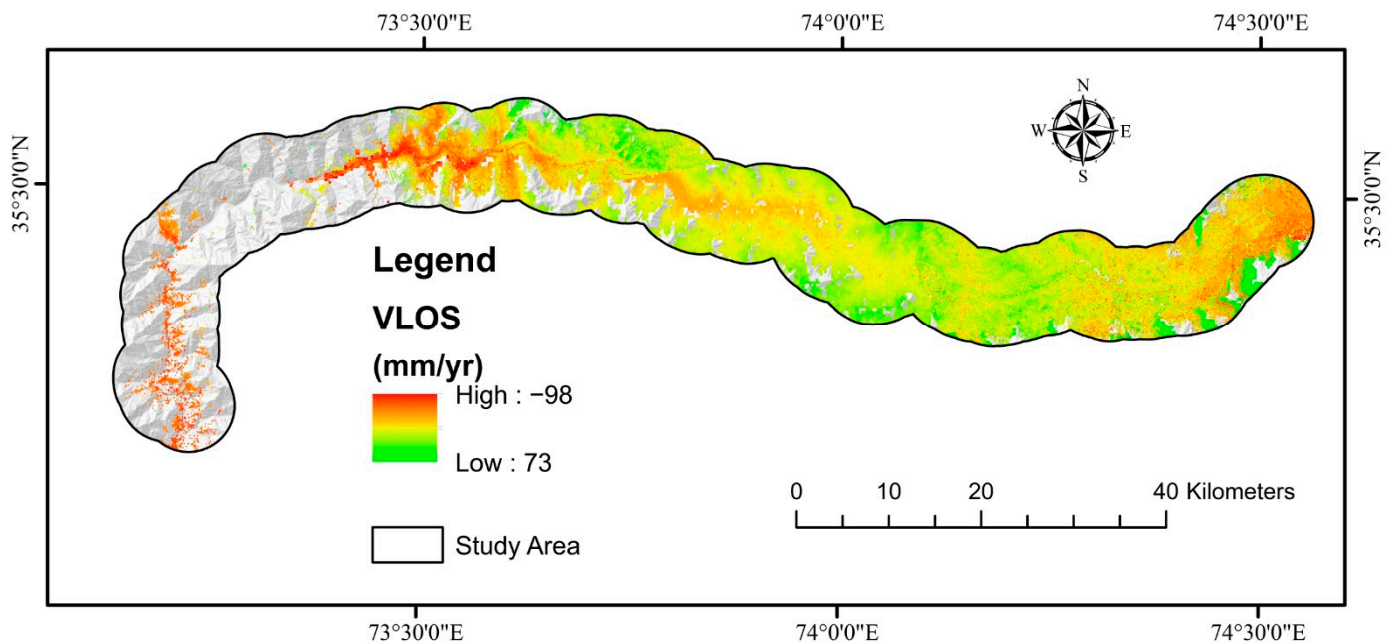 73°30'0"E 74°0'0"E 74°30'0"E
N
W E
S
35°30'0"N
35°30'0"N
Legend
VLOS
(mm/yr)
High : −98
Low : 73
Study Area
0 10 20 40 Kilometers
73°30'0"E 74°0'0"E 74°30'0"E